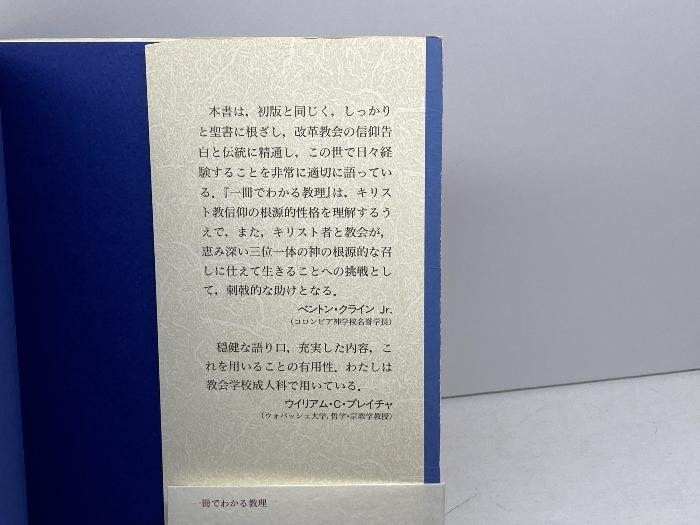 本書は，初版と同じく，しっかり
と聖書に根ざし，改革教会の信仰告
白と伝統に精通し，この世で日々経
験することを非常に適切に語ってい
る．『一冊でわかる教理』は，キリス
ト教信仰の根源的性格を理解するう
えで，また，キリスト者と教会が，
恵み深い三位一体の神の根源的な召
しに仕えて生きることへの挑戦とし
て，刺戟的な助けとなる．
ベントン・クライン Jr.
（コロンビア神学校名誉学長）
穏健な語り口，充実した内容，こ
れを用いることの有用性．わたしは
教会学校成人科で用いている．
ウイリアム・C・プレイチャ
（ウォバッシュ大学，哲学・宗教学教授）
一冊でわかる教理